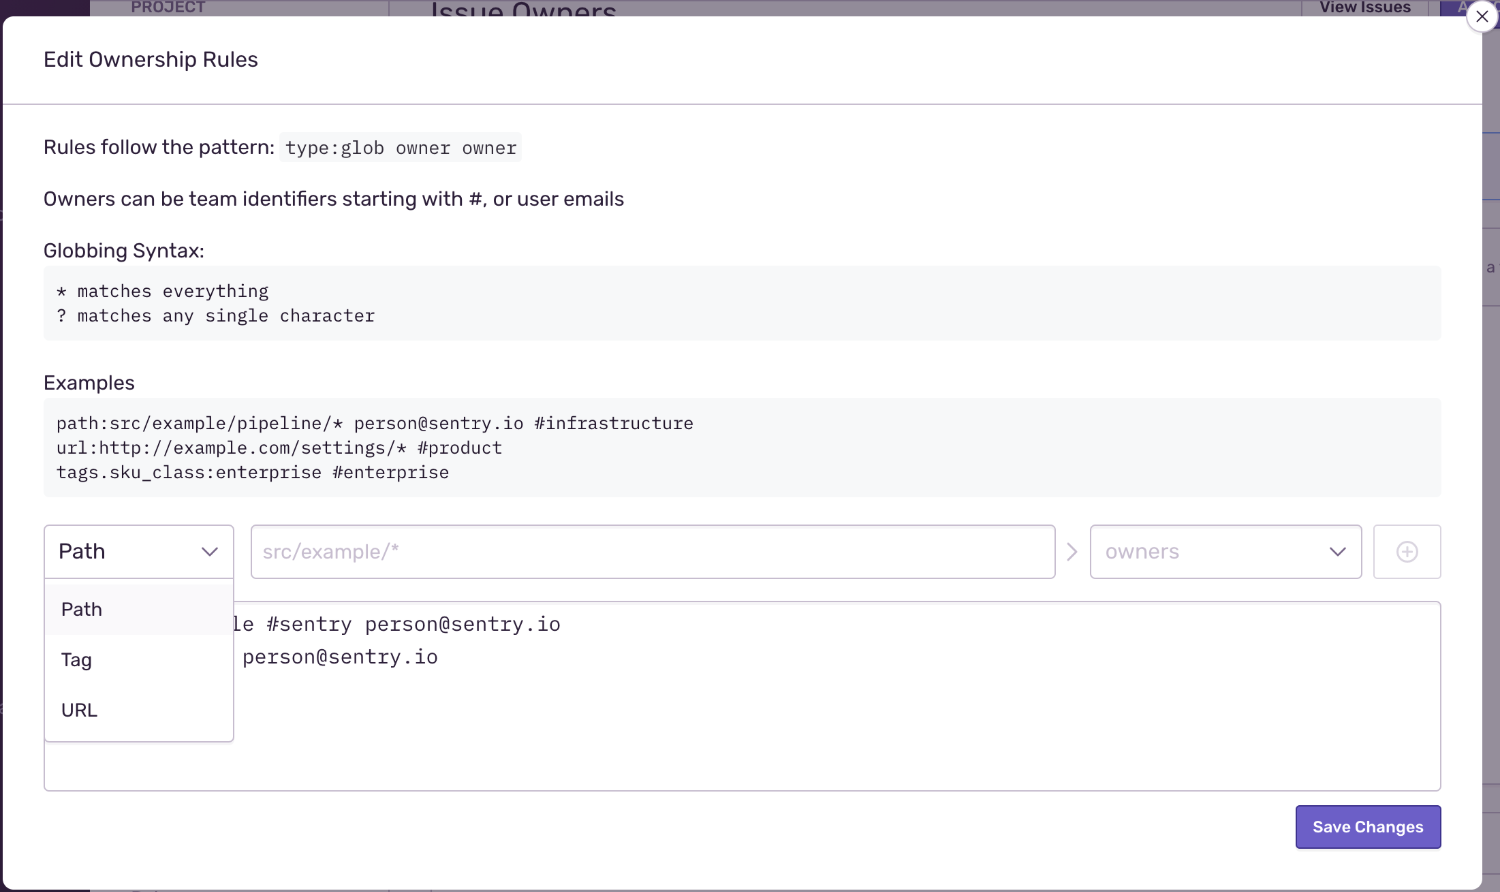 PROJECT
Issue Owners
View Issues
Edit Ownership Rules
Rules follow the pattern: type:glob owner owner
Owners can be team identifiers starting with #, or user emails
Globbing Syntax:
* matches everything
? matches any single character
Examples
path:src/example/pipeline/* person@sentry.io #infrastructure
url:http://example.com/settings/* #product
tags.sku_class:enterprise #enterprise
Path
src/example/*
owners
Path
Tag
URL
le #sentry person@sentry.io
person@sentry.io
a
Save Changes